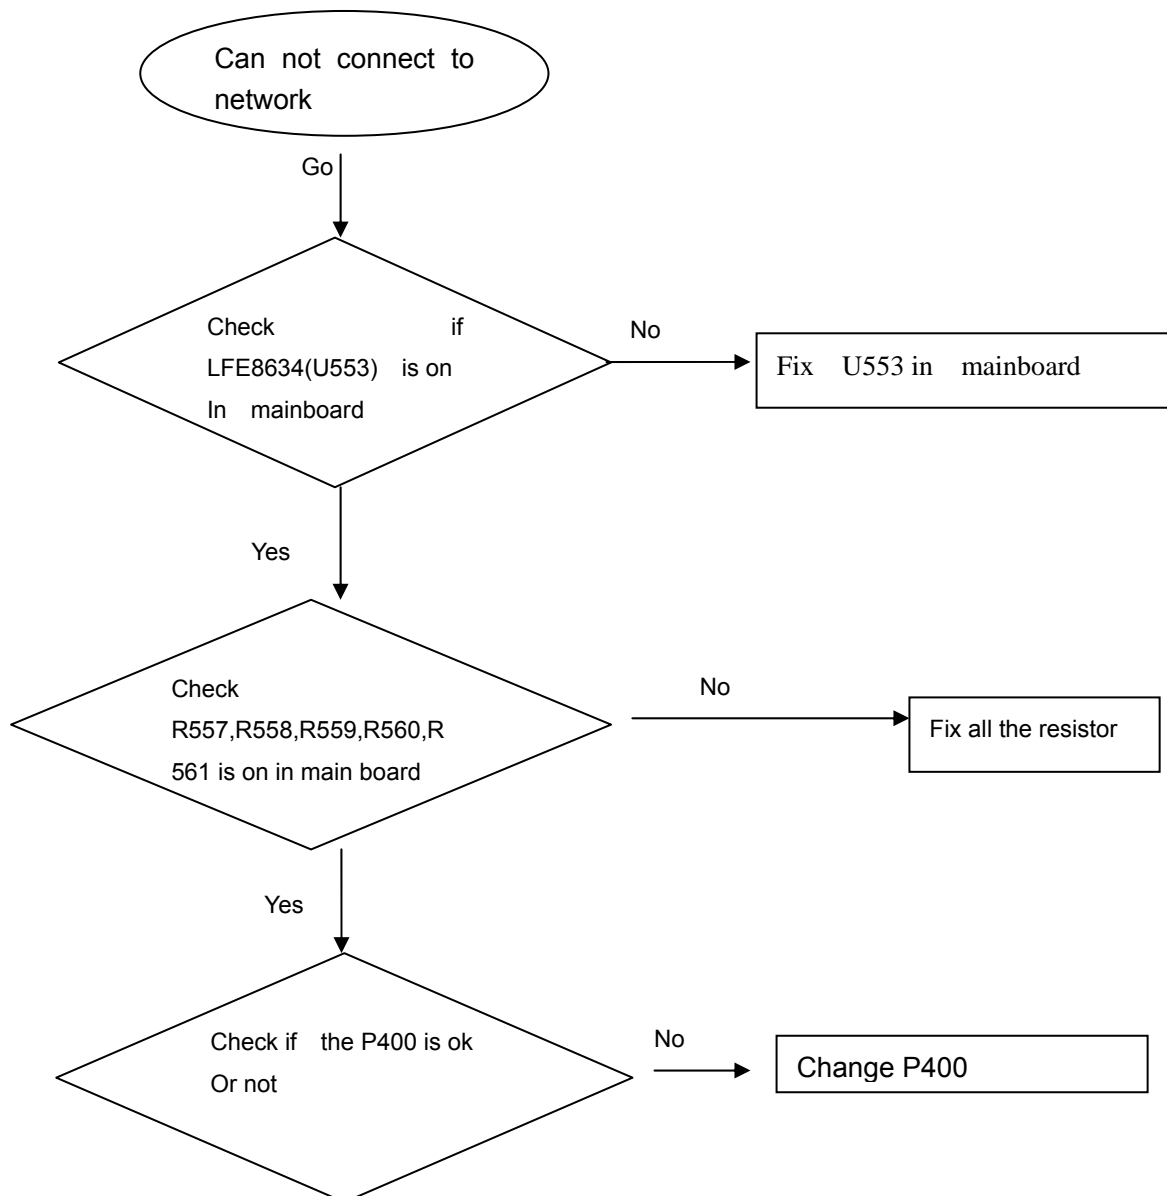 Can not connect to
network
Go
Check if
LFE8634(U553) is on
In mainboard
No
Fix U553 in mainboard
Yes
Check
R557,R558,R559,R560,R
561 is on in main board
No
Fix all the resistor
Yes
Check if the P400 is ok
Or not
No
Change P400